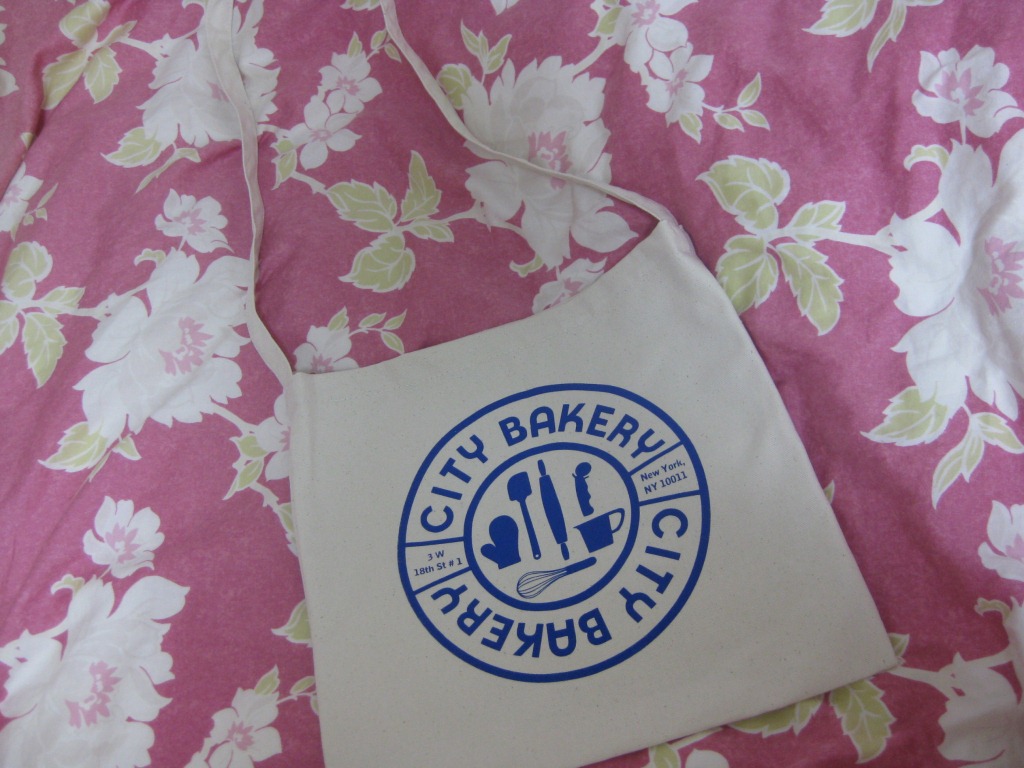 CITY BAKERY
New York,
NY 10011
CITY BAKERY
3 W
18th St # 1